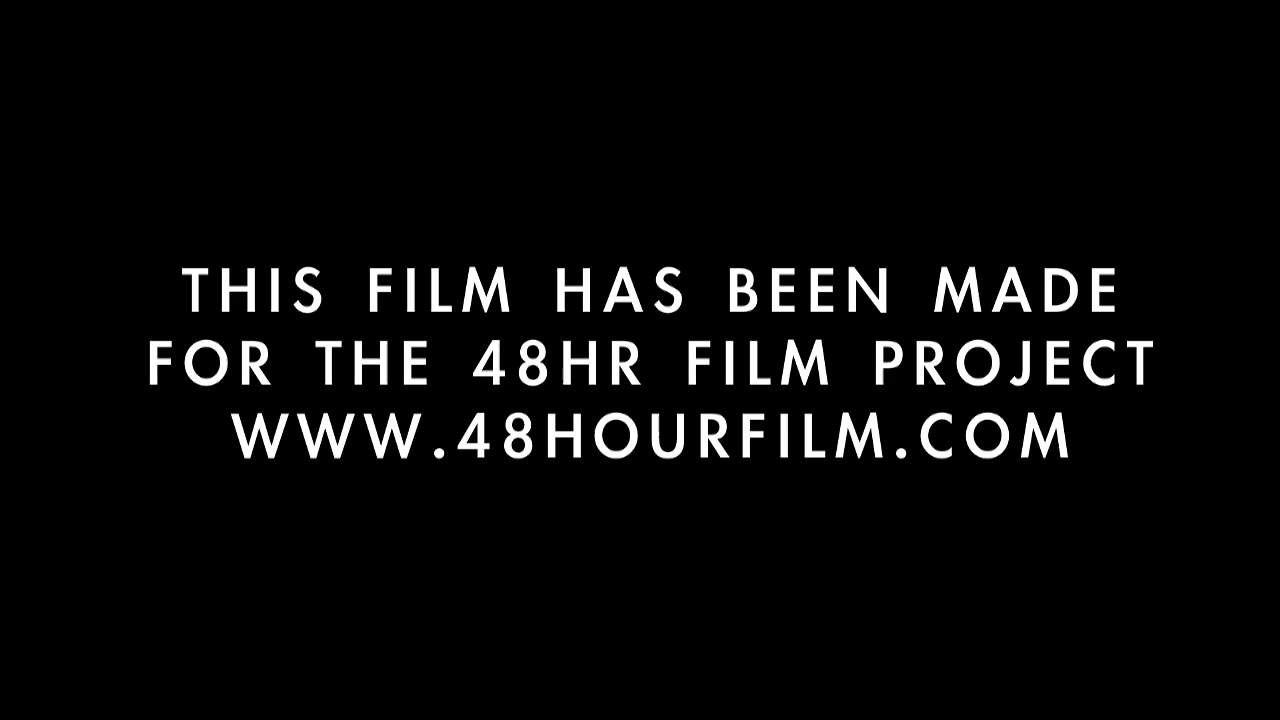 THIS FILM HAS BEEN MADE
FOR THE 48HR FILM PROJECT
WWW.48HOURFILM.COM